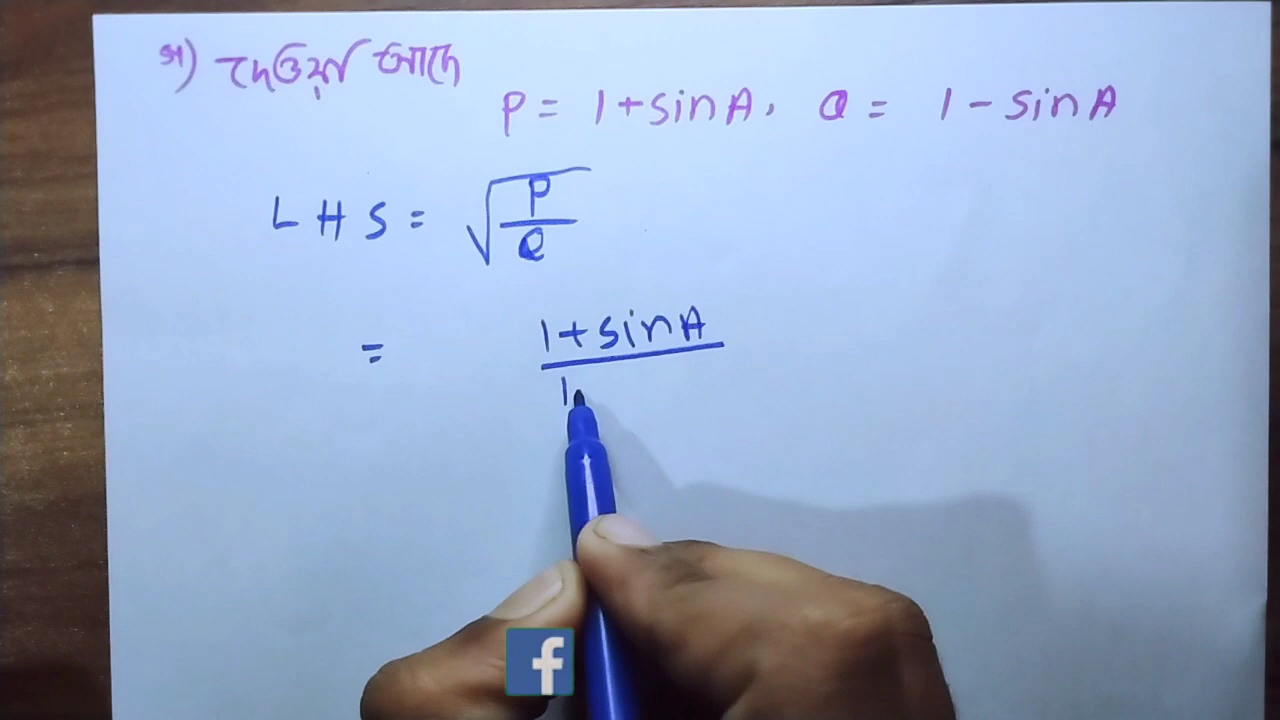 গ) দেওয়া আছে
P = 1+sinA, Q = 1 - sinA
LHS = √P/Q
= 1+sinA/1